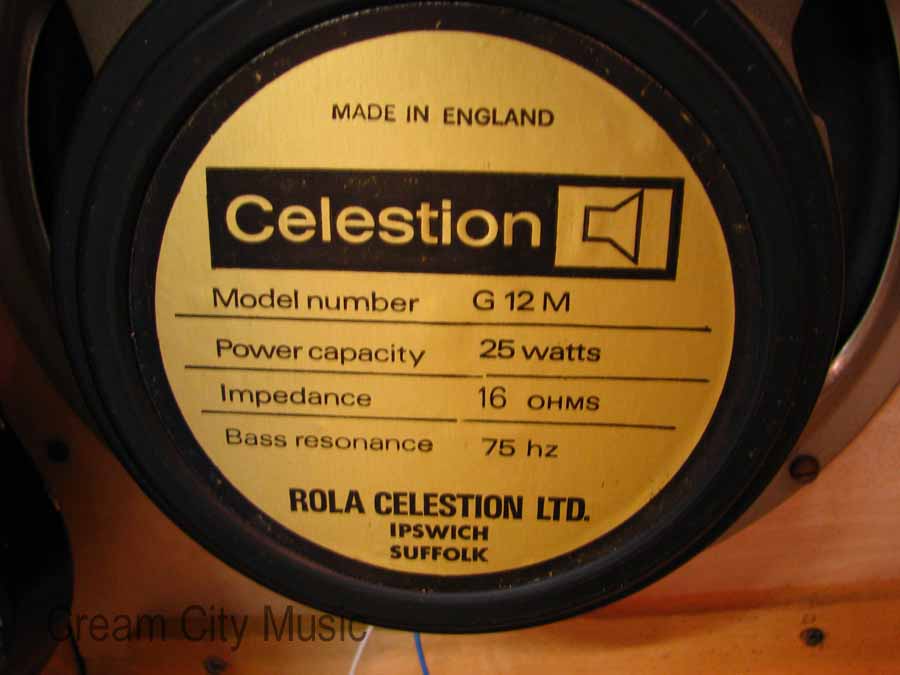 MADE IN ENGLAND
Celestion
Model number G 12 M
Power capacity 25 watts
Impedance 16 OHMS
Bass resonance 75 hz
ROLA CELESTION LTD.
IPSWICH
SUFFOLK
Cream City Music